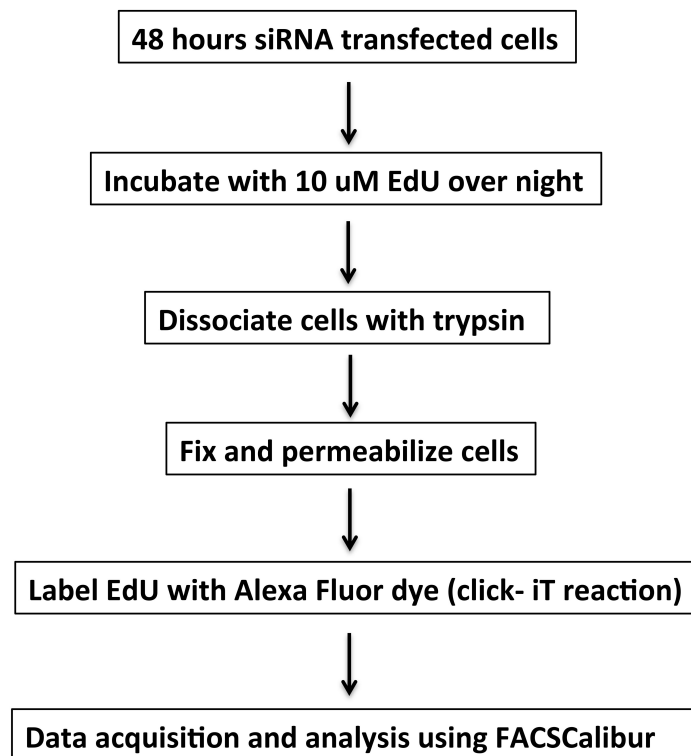 48 hours siRNA transfected cells
Incubate with 10 uM EdU over night
Dissociate cells with trypsin
Fix and permeabilize cells
Label EdU with Alexa Fluor dye (click- iT reaction)
Data acquisition and analysis using FACSCalibur